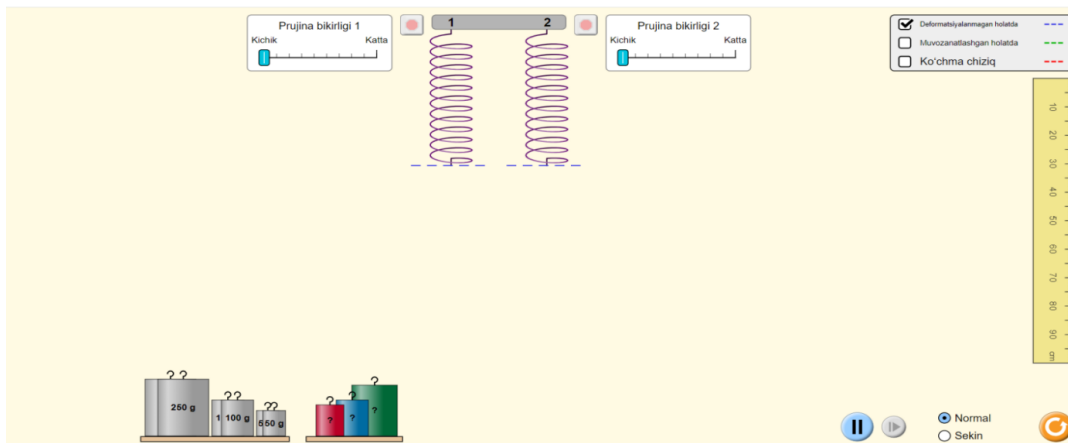 Prujina bikirligi 1
Kichik Katta
1 2
Prujina bikirligi 2
Kichik Katta
Deformatsiyalanmagan holatda
Muvozanatlashgan holatda
Ko'chma chiziq
10
20
30
40
50
60
70
80
90
cm
? ?
250 g
??
1 100 g
??
5 50 g
?
?
?
?
?
?
Normal
Sekin